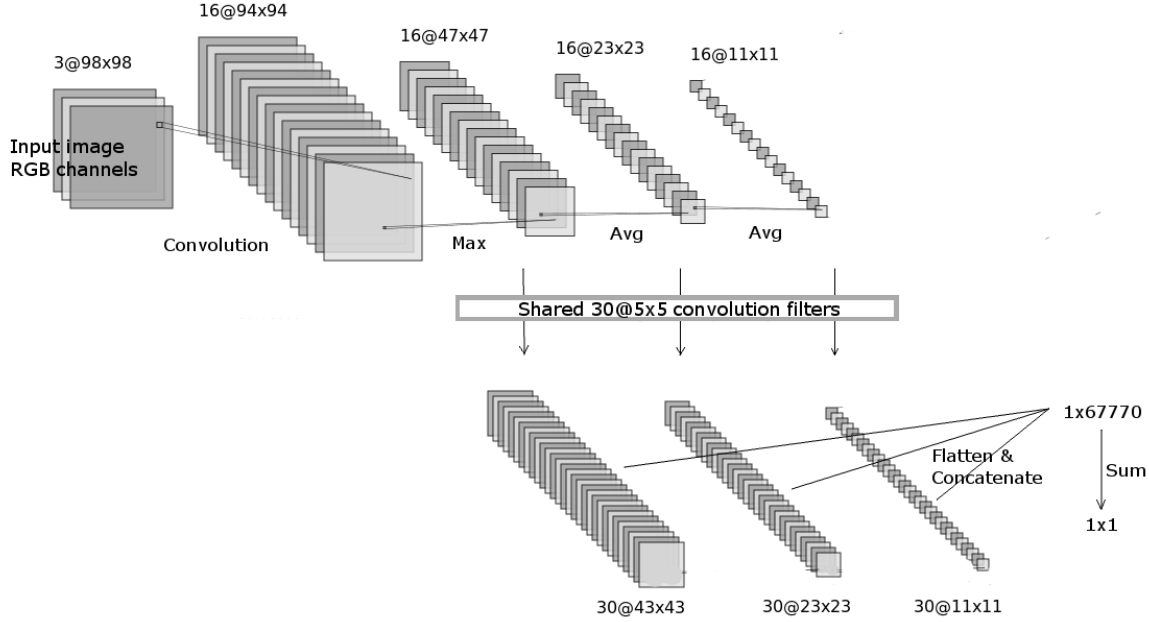 16@94x94
16@47x47
16@23x23
16@11x11
3@98x98
Input image
RGB channels
Convolution
Max
Avg
Avg
Shared 30@5x5 convolution filters
1x67770
Flatten &
Concatenate
Sum
1x1
30@43x43
30@23x23
30@11x11